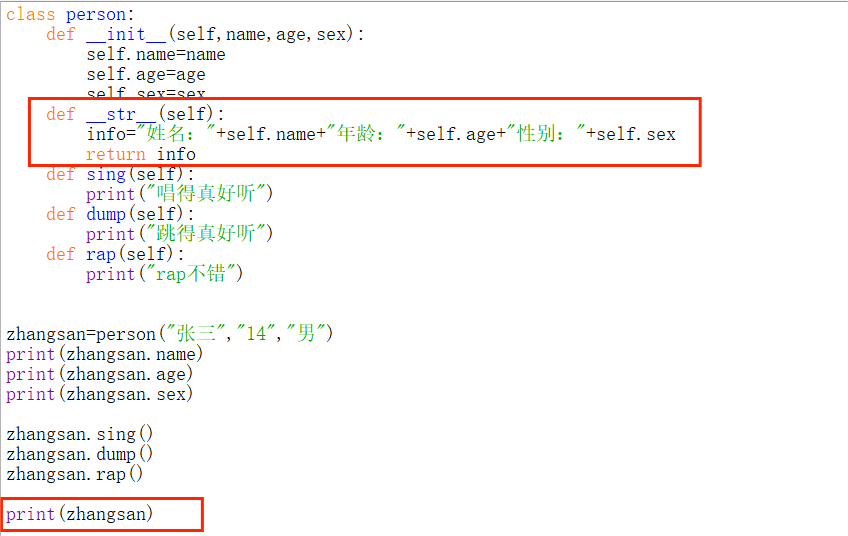 class person:
    def __init__(self,name,age,sex):
        self.name=name
        self.age=age
        self.sex=sex
    def __str__(self):
        info="姓名："+self.name+"年龄："+self.age+"性别："+self.sex
        return info
    def sing(self):
        print("唱得真好听")
    def dump(self):
        print("跳得真好听")
    def rap(self):
        print("rap不错")
zhangsan=person("张三","14","男")
print(zhangsan.name)
print(zhangsan.age)
print(zhangsan.sex)
zhangsan.sing()
zhangsan.dump()
zhangsan.rap()
print(zhangsan)